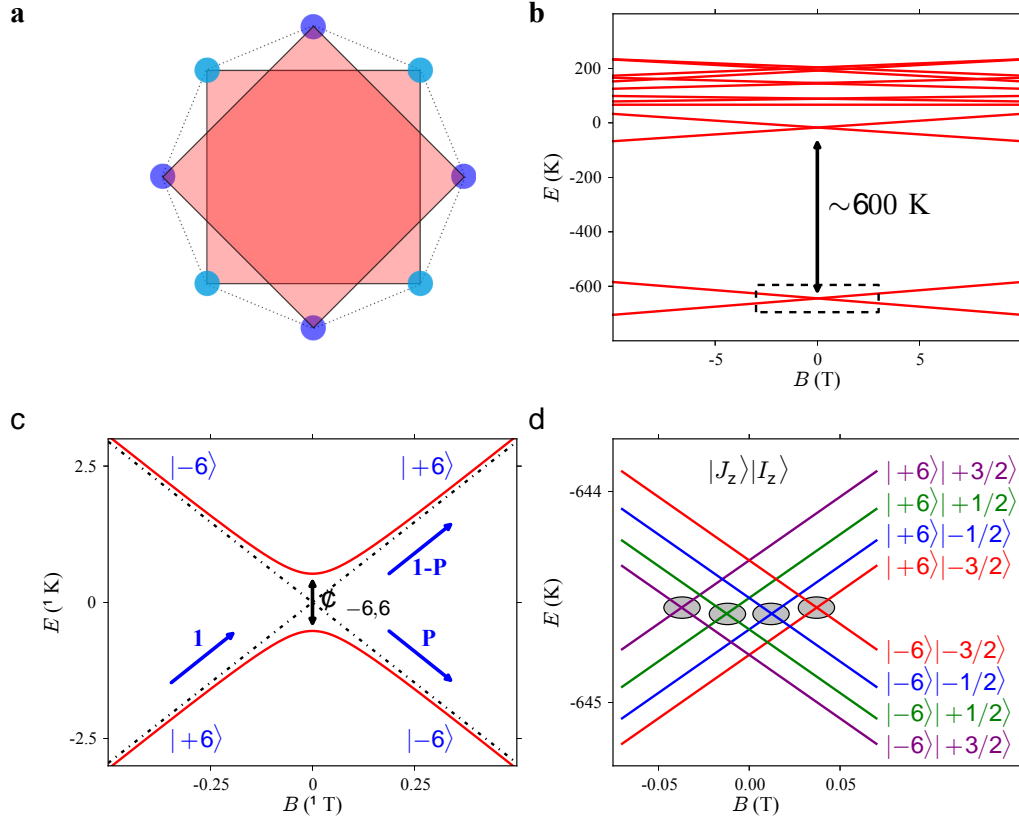 a
b
200
0
-200
-400
-600
E (K)
~600 K
-5
0
5
B (T)
c
2.5
0
-2.5
E (¹ K)
|−6⟩
|+6⟩
1-P
¢ −6,6
1
P
|+6⟩
|−6⟩
-0.25
0
0.25
B (¹ T)
d
-644
-645
E (K)
|J_z⟩|I_z⟩
|+6⟩|+3/2⟩
|+6⟩|+1/2⟩
|+6⟩|−1/2⟩
|+6⟩|−3/2⟩
|−6⟩|−3/2⟩
|−6⟩|−1/2⟩
|−6⟩|+1/2⟩
|−6⟩|+3/2⟩
-0.05
0.00
0.05
B (T)